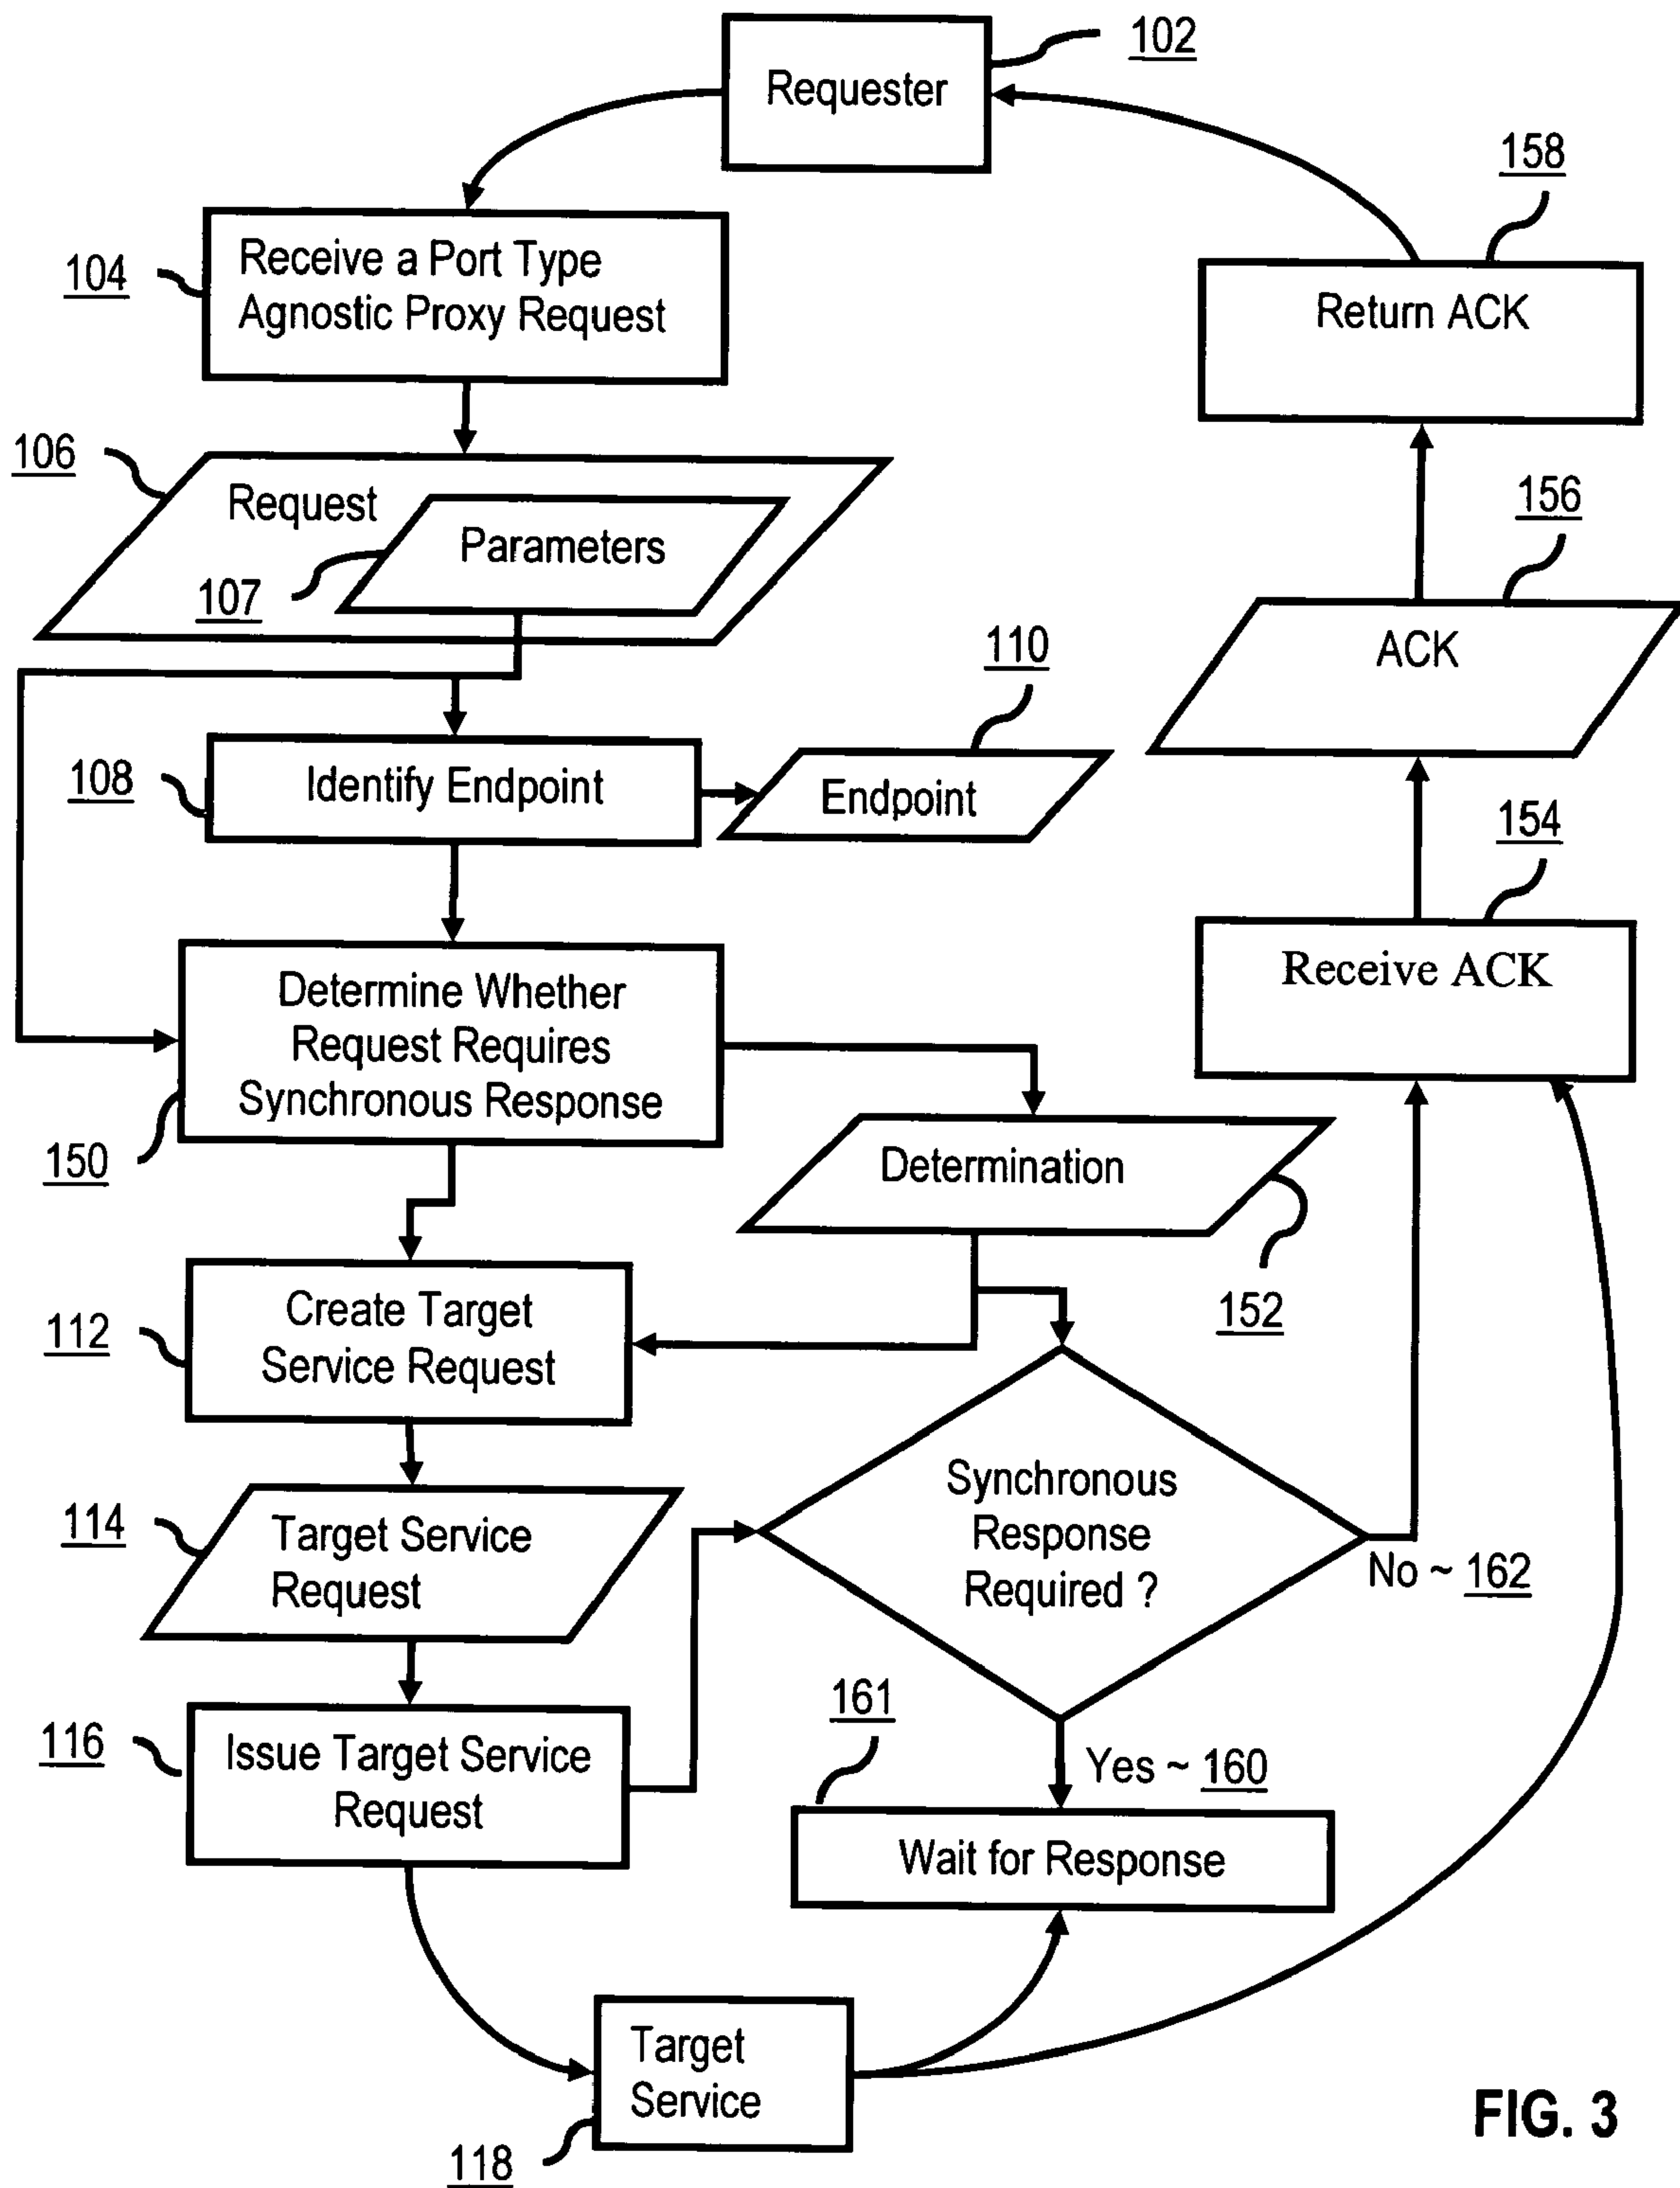 Requester
102
158
104
Receive a Port Type
Agnostic Proxy Request
Return ACK
106
Request
107
Parameters
156
ACK
110
108
Identify Endpoint
Endpoint
154
Receive ACK
Determine Whether
Request Requires
Synchronous Response
150
Determination
152
112
Create Target
Service Request
114
Target Service
Request
Synchronous
Response
Required ?
No ~ 162
161
Yes ~ 160
116
Issue Target Service
Request
Wait for Response
Target
Service
118
FIG. 3